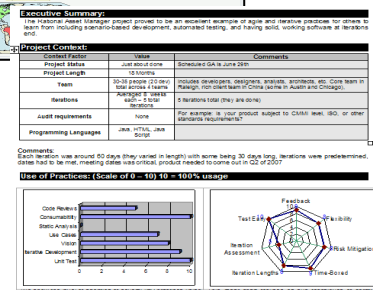 Executive Summary:
The National Asset Manager project proved to be an excellent example of agile and iterative practices for others to
learn from including scenario-based development, automated testing, and having solid, working software at iterations
end.
Project Context:
Context Factor Value Comments
Project Status Just about done Scheduled GA is June 29th
Project Length 18 Months
Team 30-35 people (20 dev) total across 4 teams Includes developers, designers, analysts, architects, etc. Core team in
Raleigh, rich client team in China (some in Austin and Chicago),
Iterations Averaged 8 weeks
each – 5 total
iterations 5 iterations total (they are done)
Audit requirements None For example: is your product subject to CMMI level, ISO, or other
standards requirements?
Programming Languages Java, HTML, Java
Script
Comments:
Each iteration was around 60 days (they varied in length) with some being 30 days long, iterations were predetermined,
dates had to be met, meeting dates was critical, product needed to come out in Q2 of 2007
Use of Practices: (Scale of 0 – 10) 10 = 100% usage
Code Reviews
Consumability
Static Analysis
Use Cases
Vision
Iterative Development
Unit Test
0 2 4 6 8 10
Feedback
10
Flexibility
Risk Mitigation
Time-Boxed
Iteration Lengths
Iteration
Assessment
Test Early